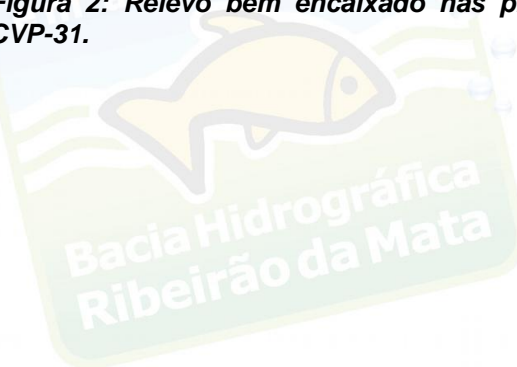 Figura 2: Relevo bem encaixado nas p
CVP-31.
Bacia Hidrográfica
Ribeirão da Mata